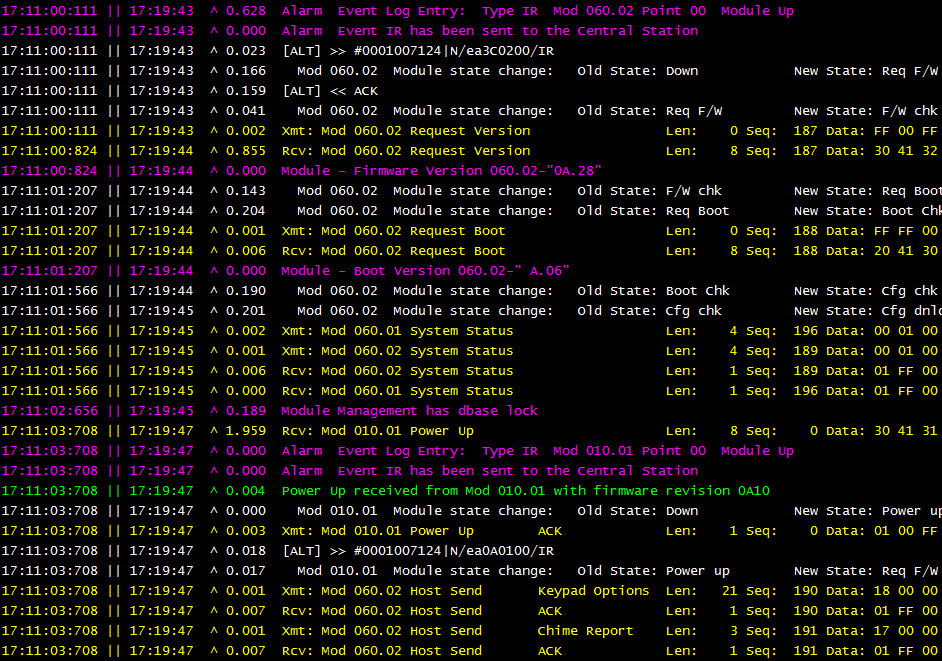 17:11:00:111 || 17:19:43 ^ 0.628 Alarm Event Log Entry: Type IR Mod 060.02 Point 00 Module Up
17:11:00:111 || 17:19:43 ^ 0.000 Alarm Event IR has been sent to the Central Station
17:11:00:111 || 17:19:43 ^ 0.023 [ALT] >> #0001007124|N/ea3C0200/IR
17:11:00:111 || 17:19:43 ^ 0.166 Mod 060.02 Module state change: Old State: Down New State: Req F/W
17:11:00:111 || 17:19:43 ^ 0.159 [ALT] << ACK
17:11:00:111 || 17:19:43 ^ 0.041 Mod 060.02 Module state change: Old State: Req F/W New State: F/W chk
17:11:00:111 || 17:19:43 ^ 0.002 Xmt: Mod 060.02 Request Version Len: 0 Seq: 187 Data: FF 00 FF
17:11:00:824 || 17:19:44 ^ 0.855 Rcv: Mod 060.02 Request Version Len: 8 Seq: 187 Data: 30 41 32
17:11:00:824 || 17:19:44 ^ 0.000 Module - Firmware Version 060.02-"0A.28"
17:11:01:207 || 17:19:44 ^ 0.143 Mod 060.02 Module state change: Old State: F/W chk New State: Req Boot
17:11:01:207 || 17:19:44 ^ 0.204 Mod 060.02 Module state change: Old State: Req Boot New State: Boot Chk
17:11:01:207 || 17:19:44 ^ 0.001 Xmt: Mod 060.02 Request Boot Len: 0 Seq: 188 Data: FF FF 00
17:11:01:207 || 17:19:44 ^ 0.006 Rcv: Mod 060.02 Request Boot Len: 8 Seq: 188 Data: 20 41 30
17:11:01:207 || 17:19:44 ^ 0.000 Module - Boot Version 060.02-" A.06"
17:11:01:566 || 17:19:44 ^ 0.190 Mod 060.02 Module state change: Old State: Boot Chk New State: Cfg chk
17:11:01:566 || 17:19:45 ^ 0.201 Mod 060.02 Module state change: Old State: Cfg chk New State: Cfg dnld
17:11:01:566 || 17:19:45 ^ 0.002 Xmt: Mod 060.01 System Status Len: 4 Seq: 196 Data: 00 01 00
17:11:01:566 || 17:19:45 ^ 0.001 Xmt: Mod 060.02 System Status Len: 4 Seq: 189 Data: 00 01 00
17:11:01:566 || 17:19:45 ^ 0.006 Rcv: Mod 060.02 System Status Len: 1 Seq: 189 Data: 01 FF 00
17:11:01:566 || 17:19:45 ^ 0.000 Rcv: Mod 060.01 System Status Len: 1 Seq: 196 Data: 01 FF 00
17:11:02:656 || 17:19:45 ^ 0.189 Module Management has dbase lock
17:11:03:708 || 17:19:47 ^ 1.959 Rcv: Mod 010.01 Power Up Len: 8 Seq: 0 Data: 30 41 31
17:11:03:708 || 17:19:47 ^ 0.000 Alarm Event Log Entry: Type IR Mod 010.01 Point 00 Module Up
17:11:03:708 || 17:19:47 ^ 0.000 Alarm Event IR has been sent to the Central Station
17:11:03:708 || 17:19:47 ^ 0.004 Power Up received from Mod 010.01 with firmware revision 0A10
17:11:03:708 || 17:19:47 ^ 0.000 Mod 010.01 Module state change: Old State: Down New State: Power up
17:11:03:708 || 17:19:47 ^ 0.003 Xmt: Mod 010.01 Power Up ACK Len: 1 Seq: 0 Data: 01 00 FF
17:11:03:708 || 17:19:47 ^ 0.018 [ALT] >> #0001007124|N/ea0A0100/IR
17:11:03:708 || 17:19:47 ^ 0.017 Mod 010.01 Module state change: Old State: Power up New State: Req F/W
17:11:03:708 || 17:19:47 ^ 0.001 Xmt: Mod 060.02 Host Send Keypad Options Len: 21 Seq: 190 Data: 18 00 00
17:11:03:708 || 17:19:47 ^ 0.007 Rcv: Mod 060.02 Host Send ACK Len: 1 Seq: 190 Data: 01 FF 00
17:11:03:708 || 17:19:47 ^ 0.001 Xmt: Mod 060.02 Host Send Chime Report Len: 3 Seq: 191 Data: 17 00 00
17:11:03:708 || 17:19:47 ^ 0.007 Rcv: Mod 060.02 Host Send ACK Len: 1 Seq: 191 Data: 01 FF 00